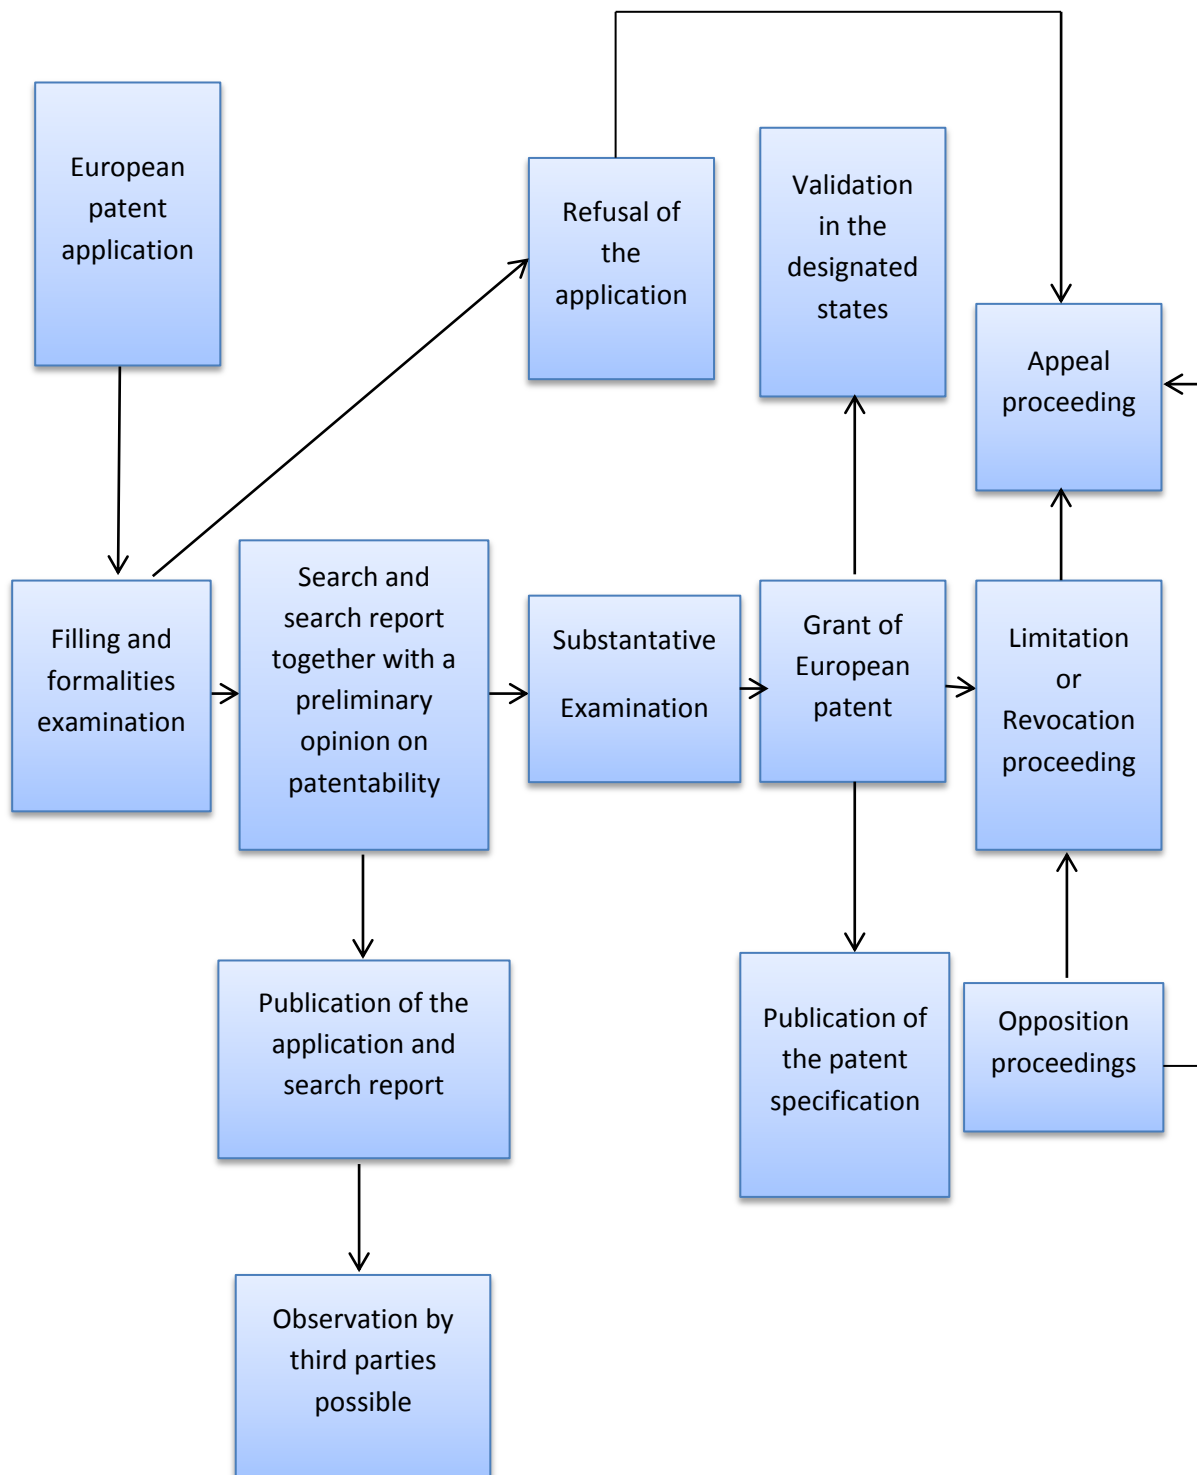 European
patent
application
Refusal of
the
application
Validation
in the
designated
states
Appeal
proceeding
Filling and
formalities
examination
Search and
search report
together with a
preliminary
opinion on
patentability
Substantative
Examination
Grant of
European
patent
Limitation
or
Revocation
proceeding
Publication of the
application and
search report
Publication of
the patent
specification
Opposition
proceedings
Observation by
third parties
possible